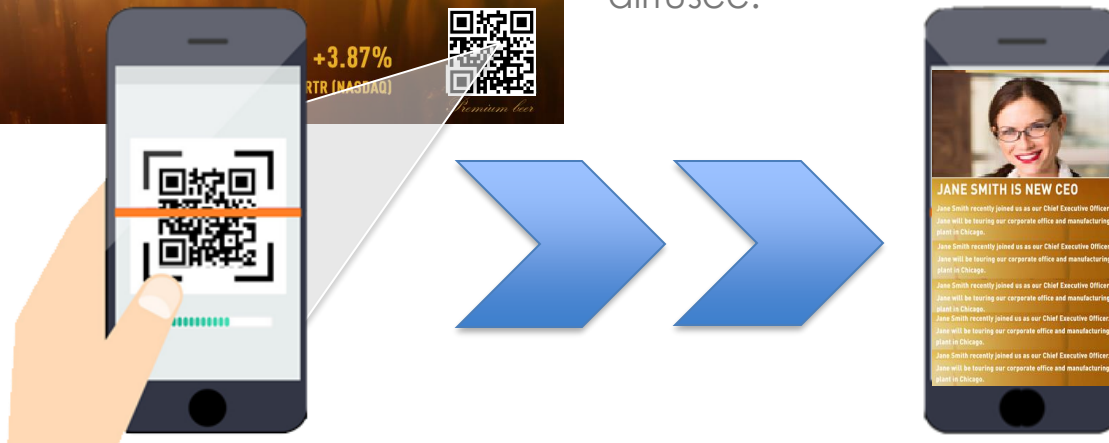 diffusée.
+3.87%
RTR (NASDAQ)
Premium beer
JANE SMITH IS NEW CEO
Jane Smith recently joined us as our Chief Executive Officer.
Jane will be touring our corporate office and manufacturing
plant in Chicago.
Jane Smith recently joined us as our Chief Executive Officer.
Jane will be touring our corporate office and manufacturing
plant in Chicago.
Jane Smith recently joined us as our Chief Executive Officer.
Jane will be touring our corporate office and manufacturing
plant in Chicago.
Jane Smith recently joined us as our Chief Executive Officer.
Jane will be touring our corporate office and manufacturing
plant in Chicago.
Jane Smith recently joined us as our Chief Executive Officer.
Jane will be touring our corporate office and manufacturing
plant in Chicago.